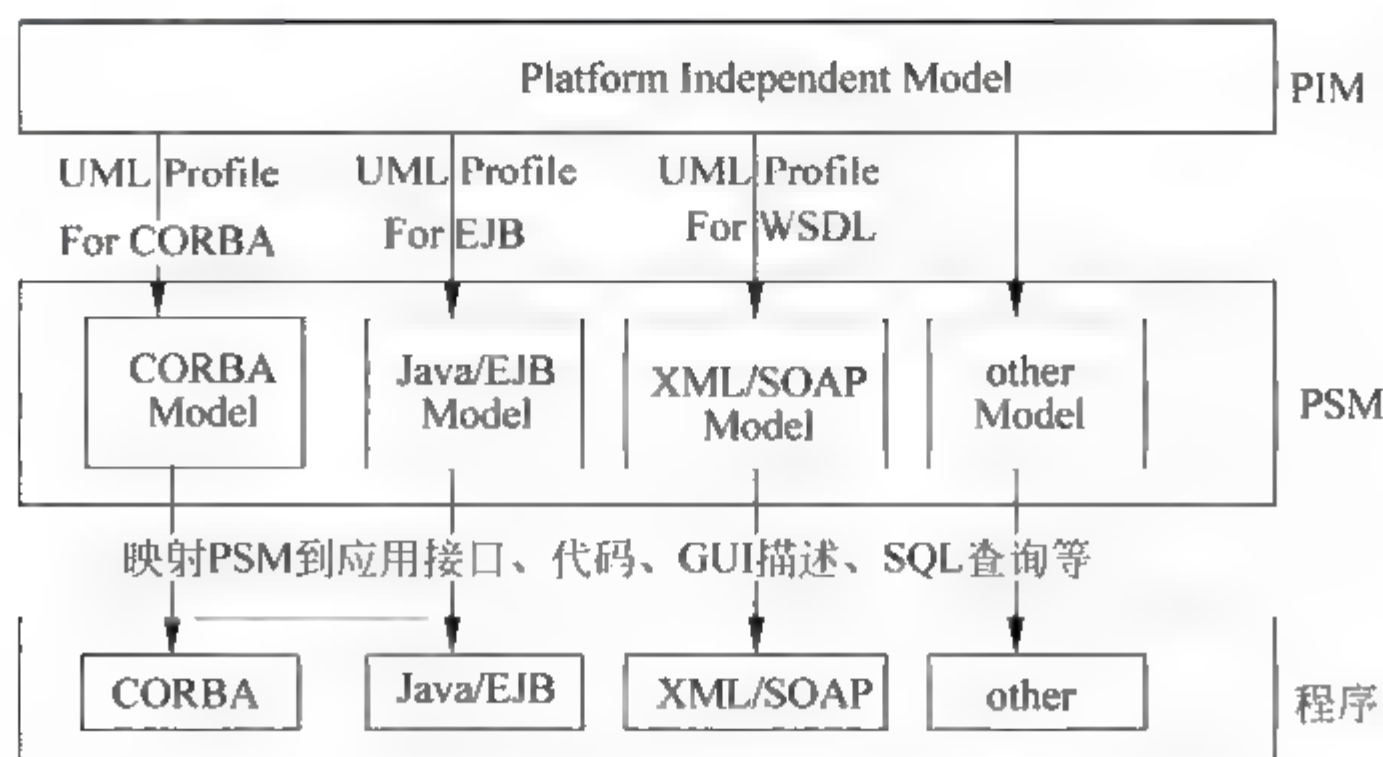 Platform Independent Model
PIM
UML Profile
For CORBA
UML Profile
For EJB
UML Profile
For WSDL
CORBA
Model
Java/EJB
Model
XML/SOAP
Model
other
Model
PSM
映射PSM到应用接口、代码、GUI描述、SQL查询等
CORBA
Java/EJB
XML/SOAP
other
程序